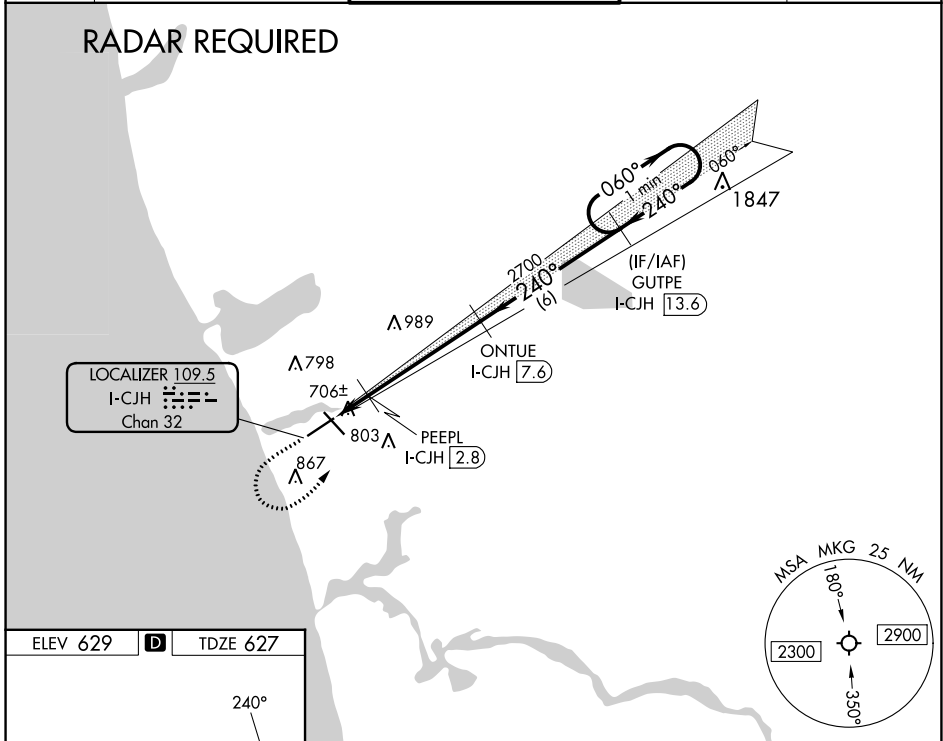 RADAR REQUIRED
060°
1 min
060°
240°
1847
2700
240°
(6)
(IF/IAF)
GUTPE
I-CJH 13.6
989
ONTUE
I-CJH 7.6
798
LOCALIZER 109.5
I-CJH
Chan 32
706±
803
PEEPL
I-CJH 2.8
867
MSA MKG 25 NM
180°
2300
2900
350°
ELEV 629 D TDZE 627
240°